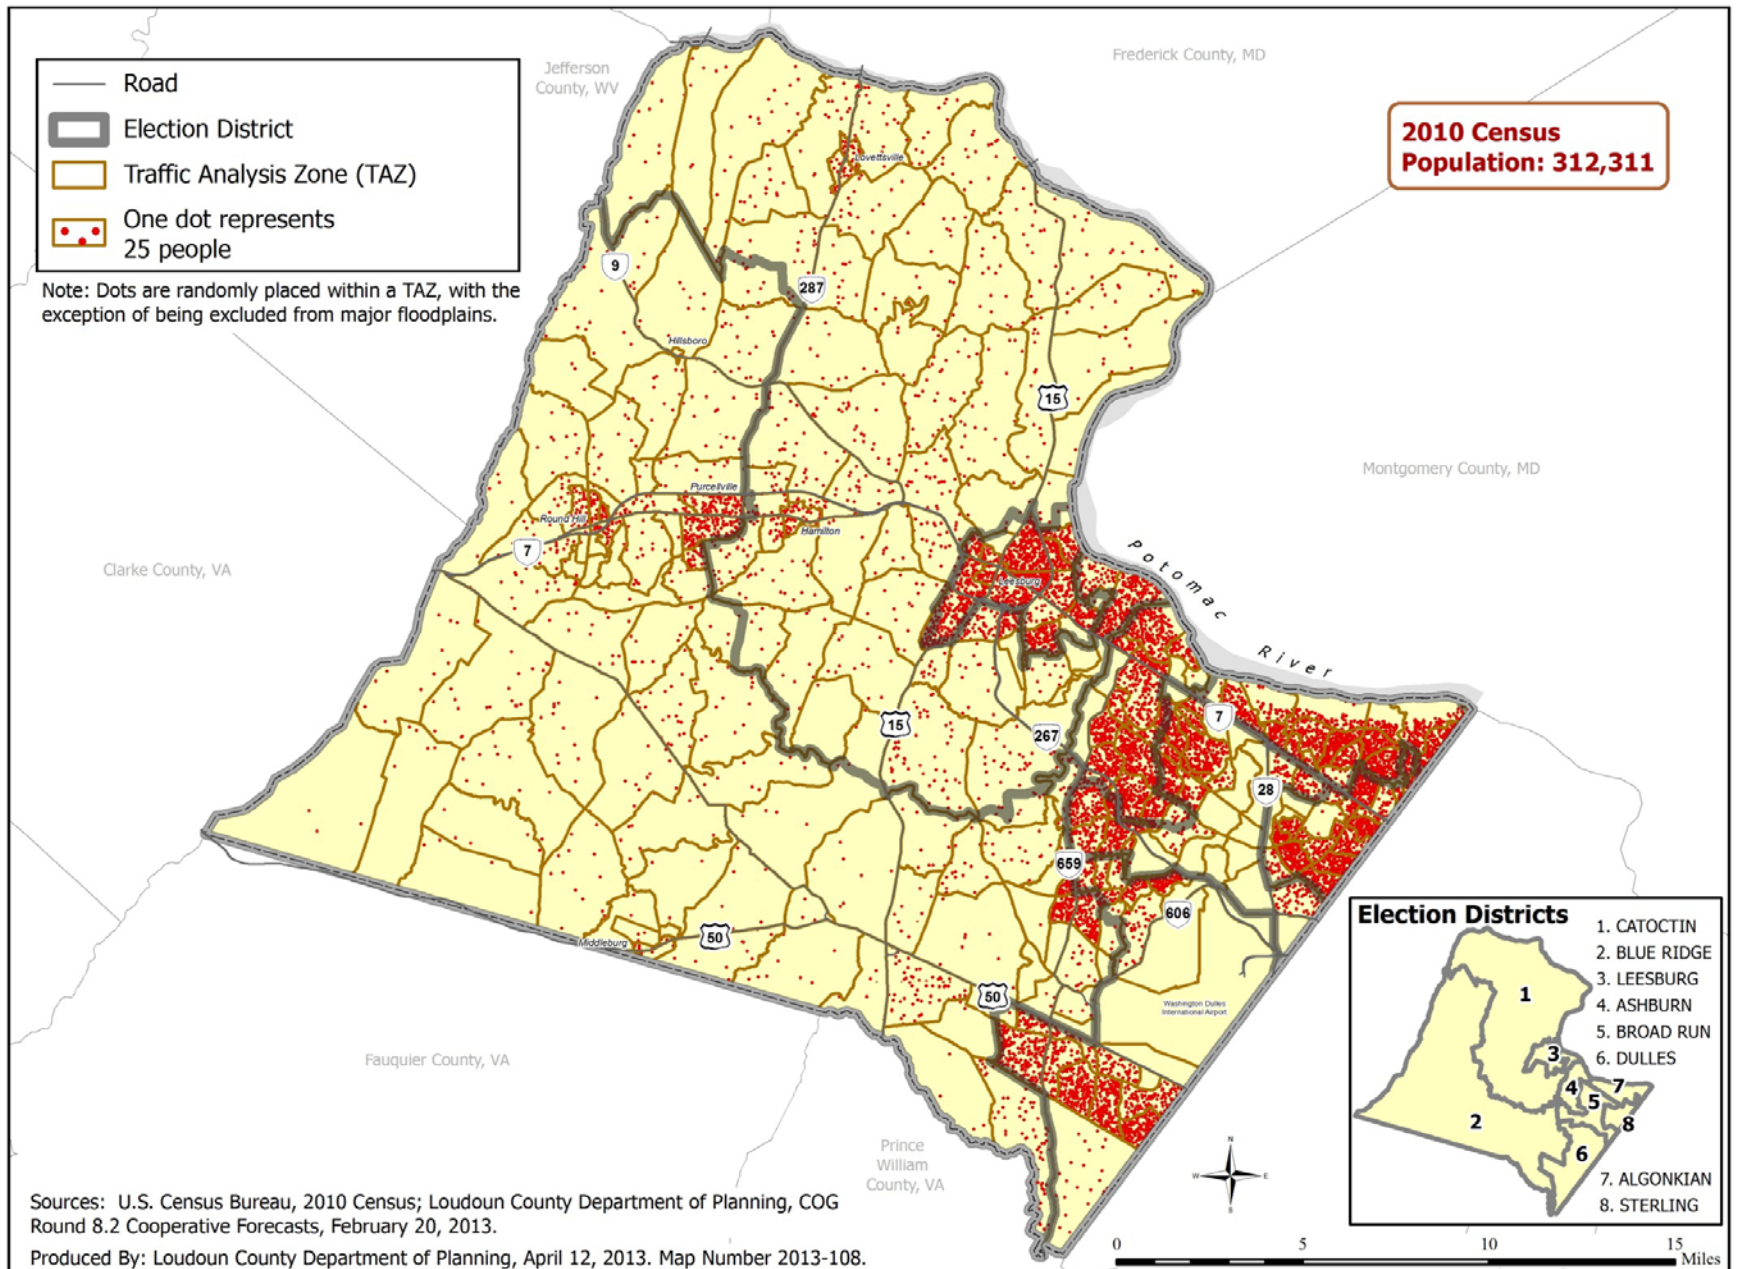 Road
Election District
Traffic Analysis Zone (TAZ)
One dot represents
25 people
Note: Dots are randomly placed within a TAZ, with the
exception of being excluded from major floodplains.
Jefferson
County, WV
Frederick County, MD
2010 Census
Population: 312,311
Lovettsville
9
287
Hillsboro
15
Montgomery County, MD
Purcellville
Round Hill
Hamilton
7
Clarke County, VA
Leesburg
Potomac
River
15
267
7
28
659
606
Middleburg
50
50
Washington Dulles
International Airport
Fauquier County, VA
Prince
William
County, VA
N
W
E
S
Election Districts
1. CATOCTIN
2. BLUE RIDGE
3. LEESBURG
4. ASHBURN
5. BROAD RUN
6. DULLES
7. ALGONKIAN
8. STERLING
1
2
3
4
5
6
7
8
Sources: U.S. Census Bureau, 2010 Census; Loudoun County Department of Planning, COG
Round 8.2 Cooperative Forecasts, February 20, 2013.
Produced By: Loudoun County Department of Planning, April 12, 2013. Map Number 2013-108.
0 5 10 15
Miles